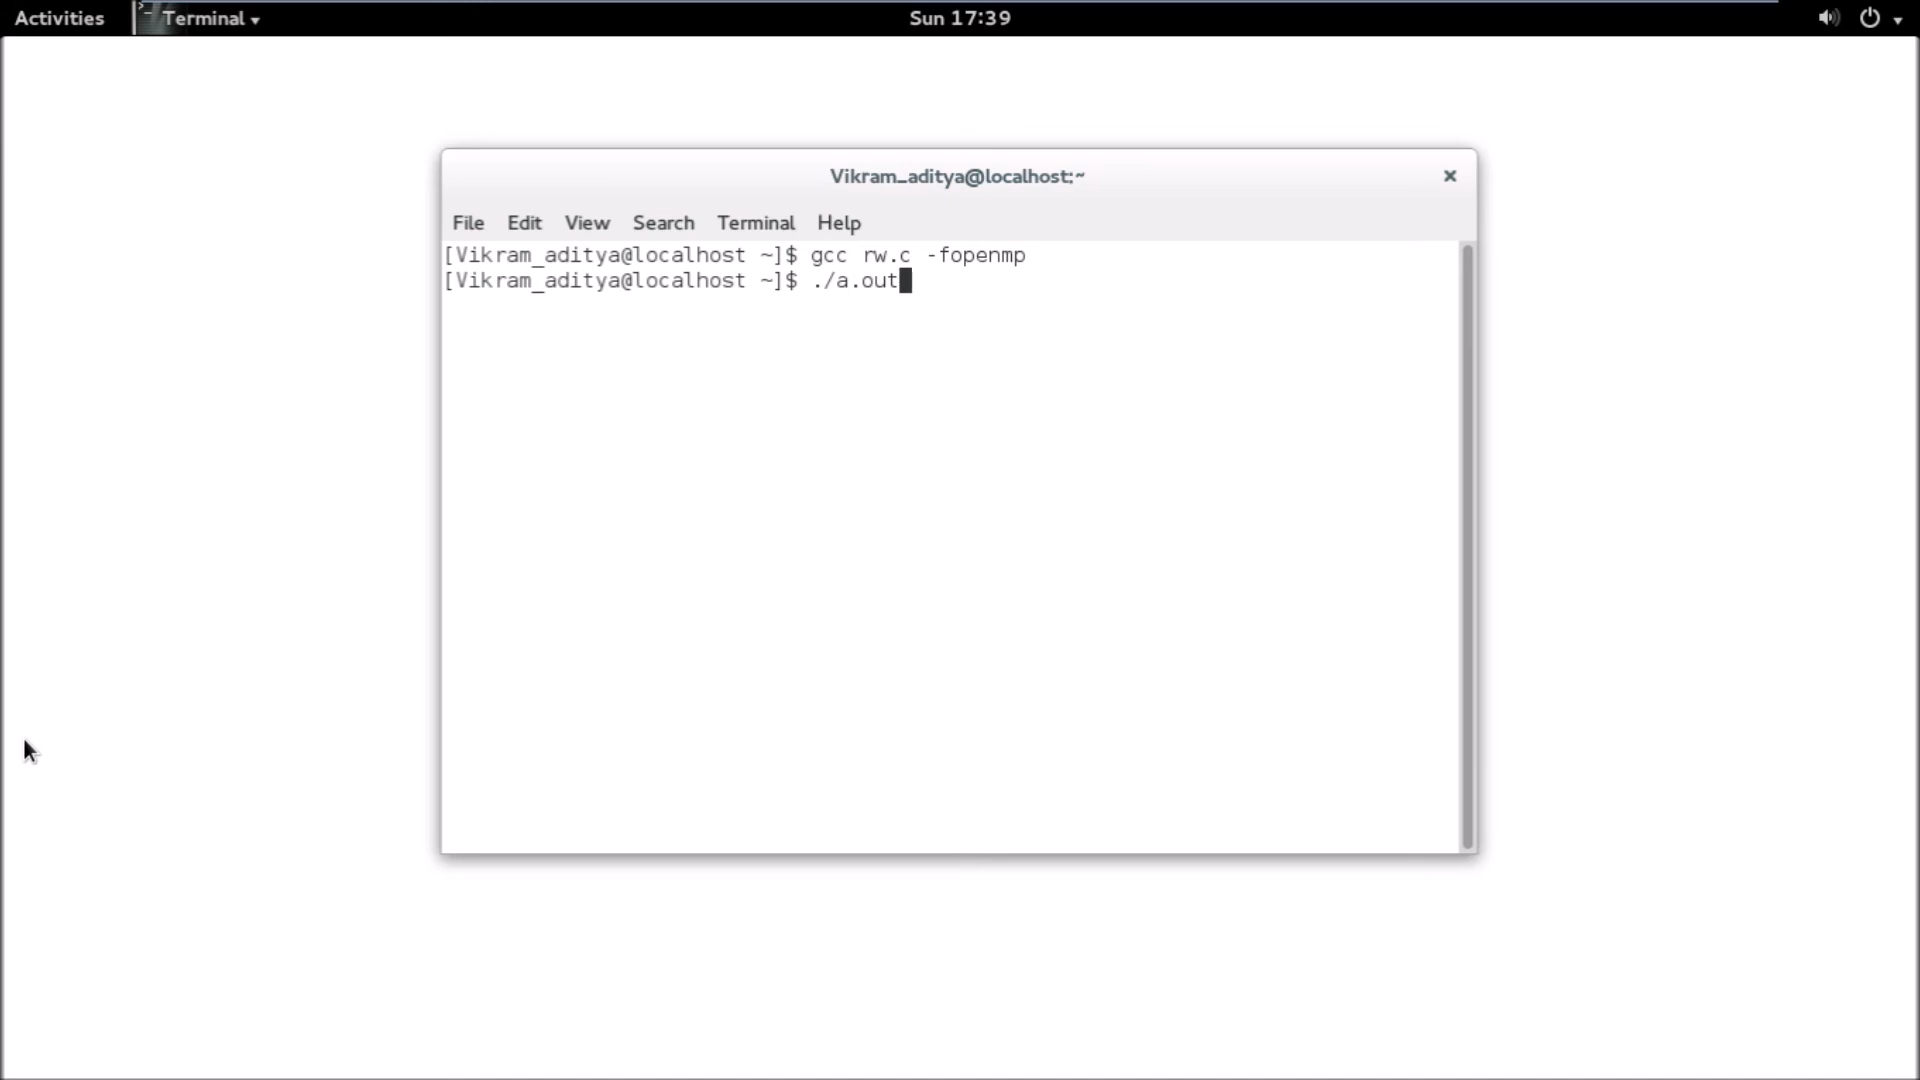 Activities Terminal Sun 17:39
Vikram_aditya@localhost:~
File Edit View Search Terminal Help
[Vikram_aditya@localhost ~]$ gcc rw.c -fopenmp
[Vikram_aditya@localhost ~]$ ./a.out